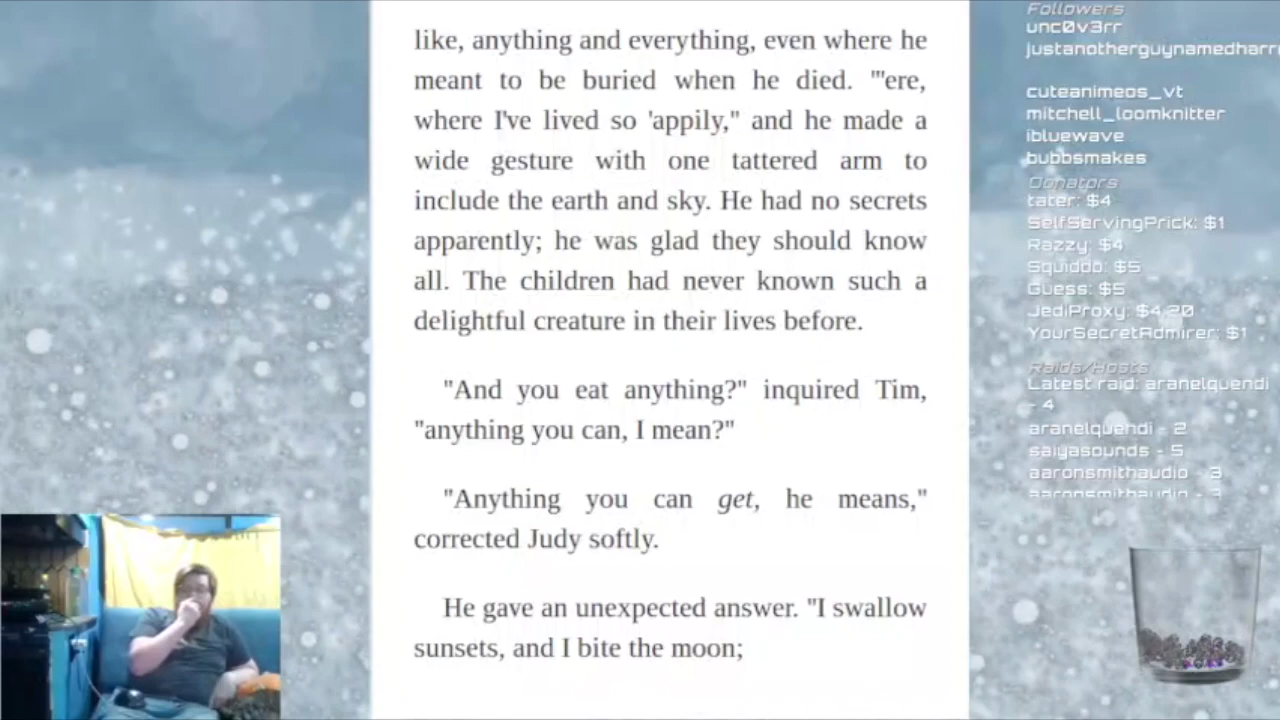 like, anything and everything, even where he
meant to be buried when he died. "'ere,
where I've lived so 'appily," and he made a
wide gesture with one tattered arm to
include the earth and sky. He had no secrets
apparently; he was glad they should know
all. The children had never known such a
delightful creature in their lives before.
"And you eat anything?" inquired Tim,
"anything you can, I mean?"
"Anything you can get, he means,"
corrected Judy softly.
He gave an unexpected answer. "I swallow
sunsets, and I bite the moon;
Followers
unc0v3rr
justanotherguynamedharr
cuteanimeos_vt
mitchell_loomknitter
ibluewave
bubbsmakes
Donators
tater: $4
SelfServingPrick: $1
Razzy: $4
Squiddo: $5
Guess: $5
JediProxy: $4.20
YourSecretAdmirer: $1
Raids/Hosts
Latest raid: aranelquendi
- 4
aranelquendi - 2
saiyasounds - 5
aaronsmithaudio - 3
aaronsmithaudio - 3